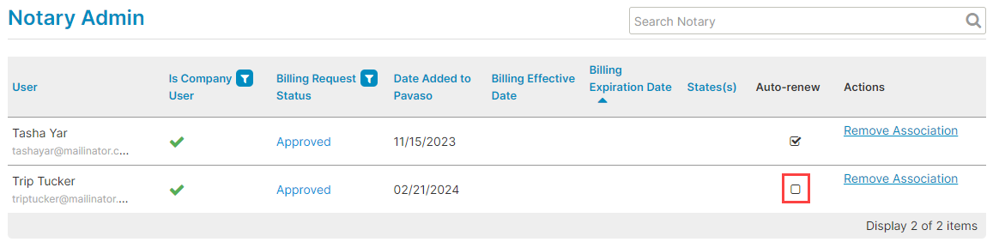 Notary Admin
Search Notary
User
Is Company User
Billing Request Status
Date Added to Pavaso
Billing Effective Date
Billing Expiration Date
States(s)
Auto-renew
Actions
Tasha Yar
tashayar@mailinator.c...
Approved
11/15/2023
Remove Association
Trip Tucker
triptucker@mailinator....
Approved
02/21/2024
Remove Association
Display 2 of 2 items